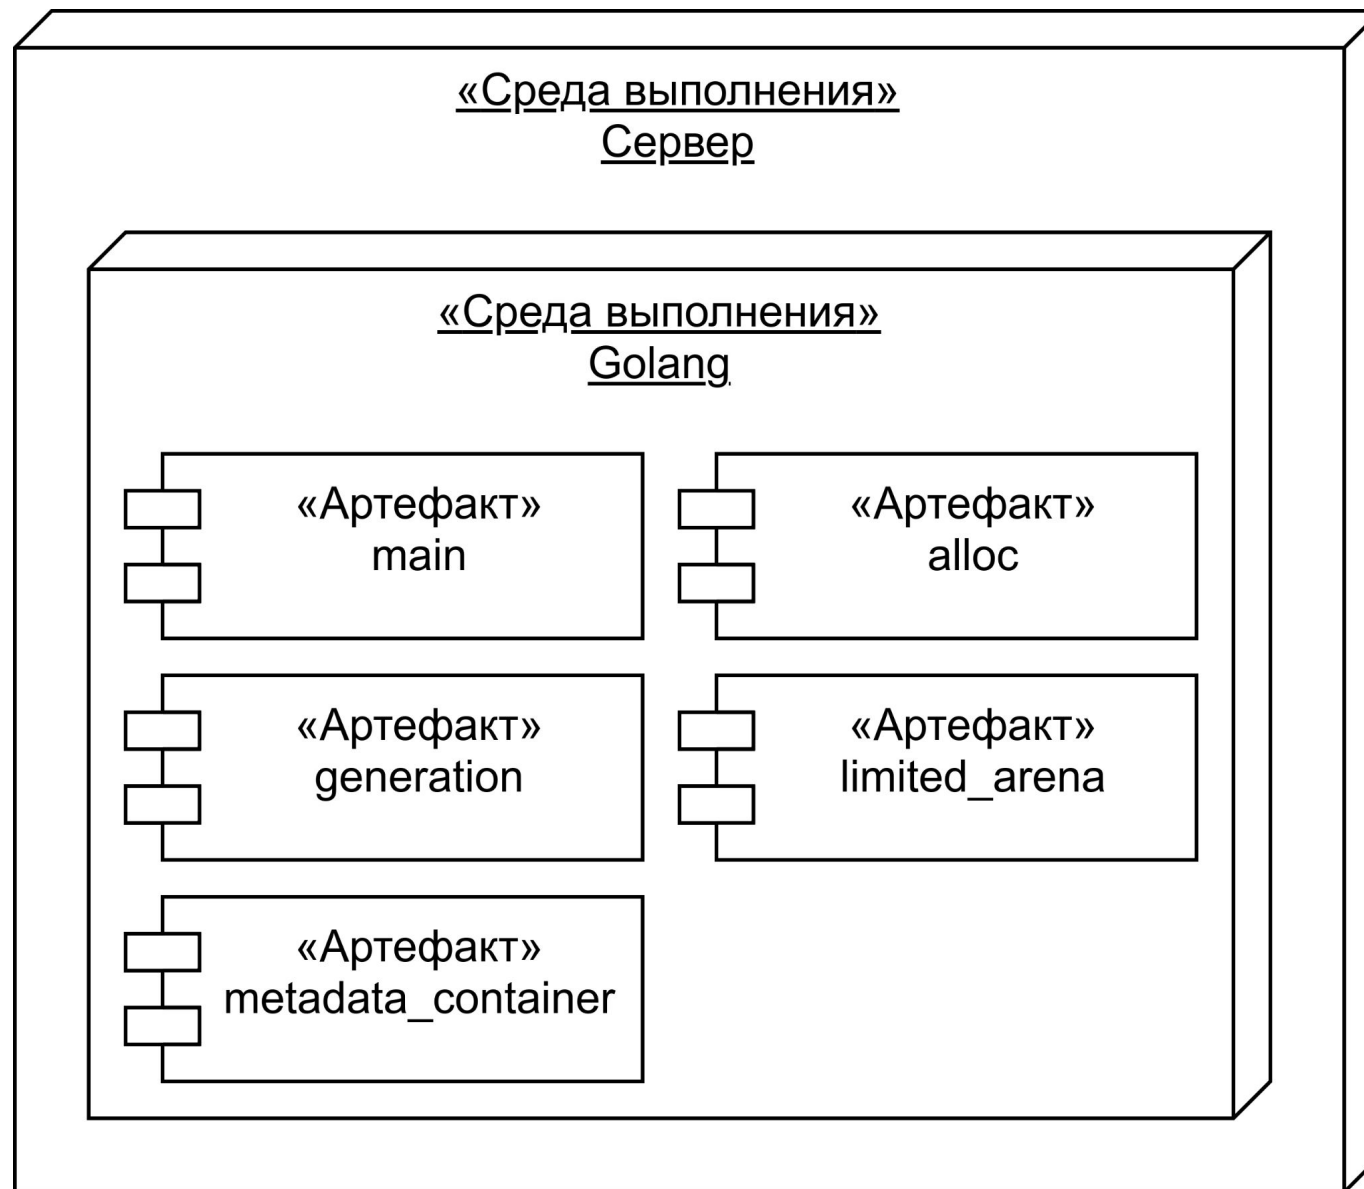 «Среда выполнения»
Сервер
«Среда выполнения»
Golang
«Артефакт»
main
«Артефакт»
alloc
«Артефакт»
generation
«Артефакт»
limited_arena
«Артефакт»
metadata_container